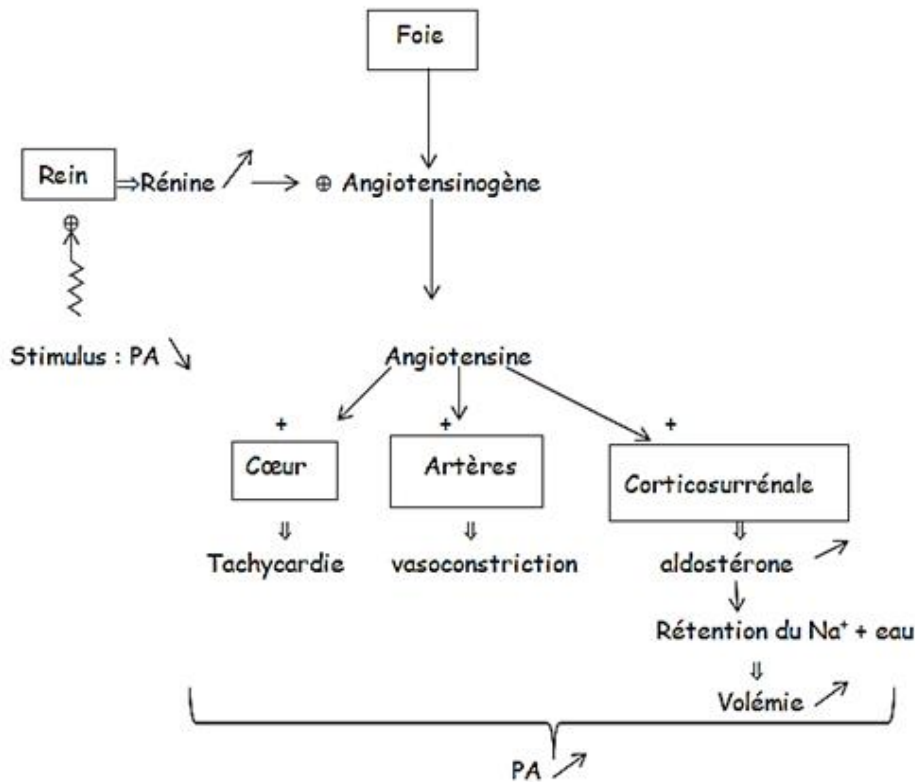 Foie
Rein
⇒Rénine ↗ → ⊕ Angiotensinogène
⊕
Stimulus : PA ↘
Angiotensine
+ + +
Cœur Artères Corticosurrénale
⇓ ⇓ ⇓
Tachycardie vasoconstriction aldostérone ↗
Rétention du Na⁺ + eau
⇓
Volémie ↗
PA ↗